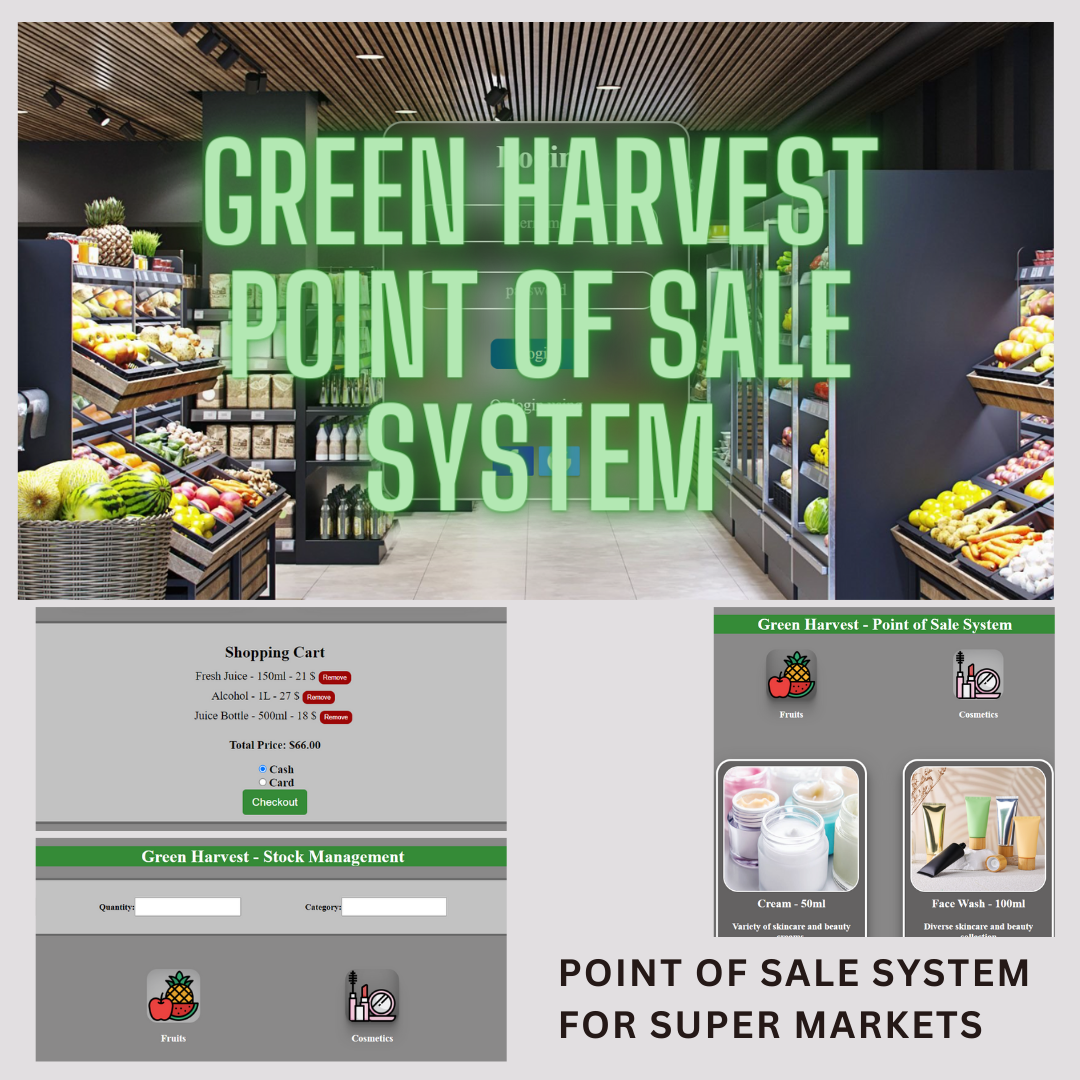 GREEN HARVEST
POINT OF SALE
SYSTEM
Shopping Cart
Fresh Juice - 150ml - 21 $ Remove
Alcohol - 1L - 27 $ Remove
Juice Bottle - 500ml - 18 $ Remove
Total Price: $66.00
Cash
Card
Checkout
Green Harvest - Stock Management
Quantity: Category:
Fruits Cosmetics
Green Harvest - Point of Sale System
Fruits Cosmetics
Cream - 50ml Face Wash - 100ml
Variety of skincare and beauty Diverse skincare and beauty
POINT OF SALE SYSTEM
FOR SUPER MARKETS